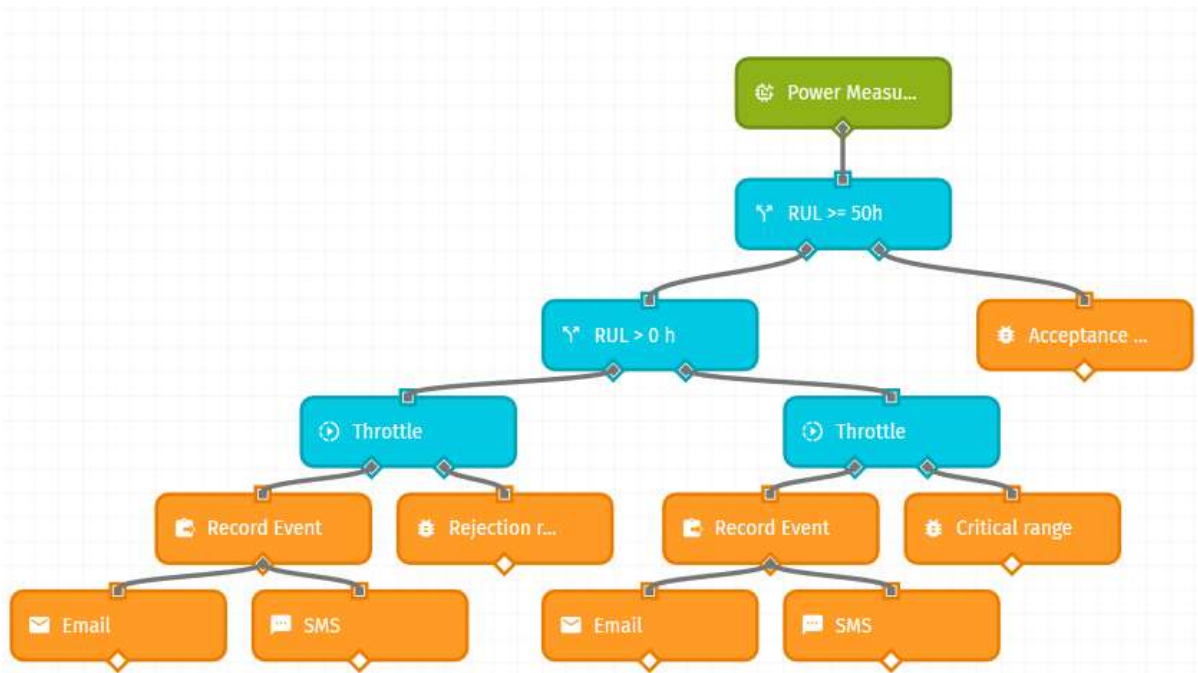 Power Measu...
RUL >= 50h
RUL > 0 h
Acceptance ...
Throttle
Throttle
Record Event
Rejection r...
Record Event
Critical range
Email
SMS
Email
SMS